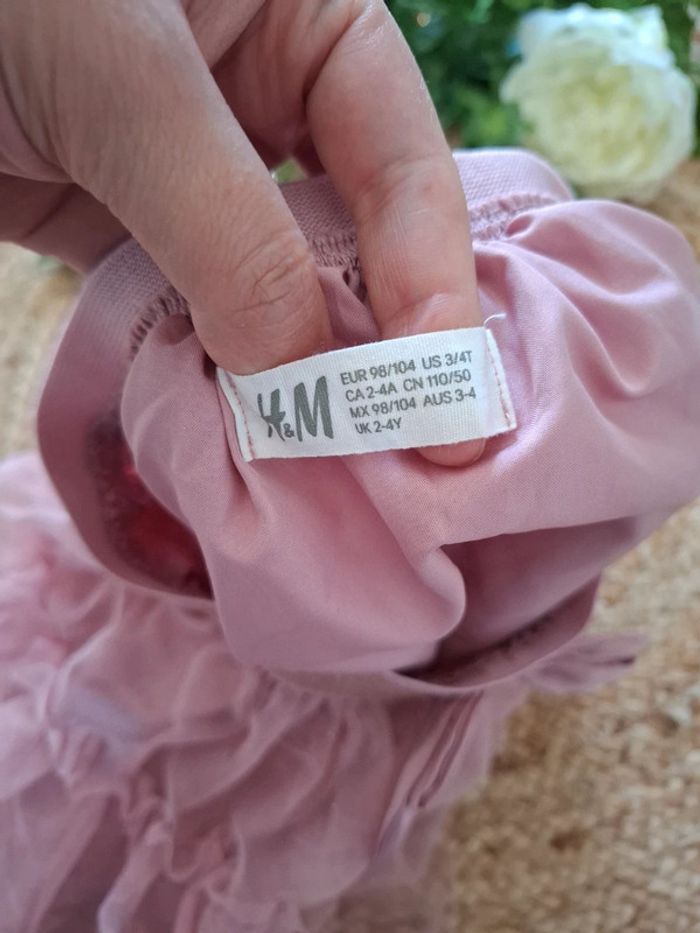 H&M
EUR 98/104 US 3/4T
CA 2-4A CN 110/50
MX 98/104 AUS 3-4
UK 2-4Y